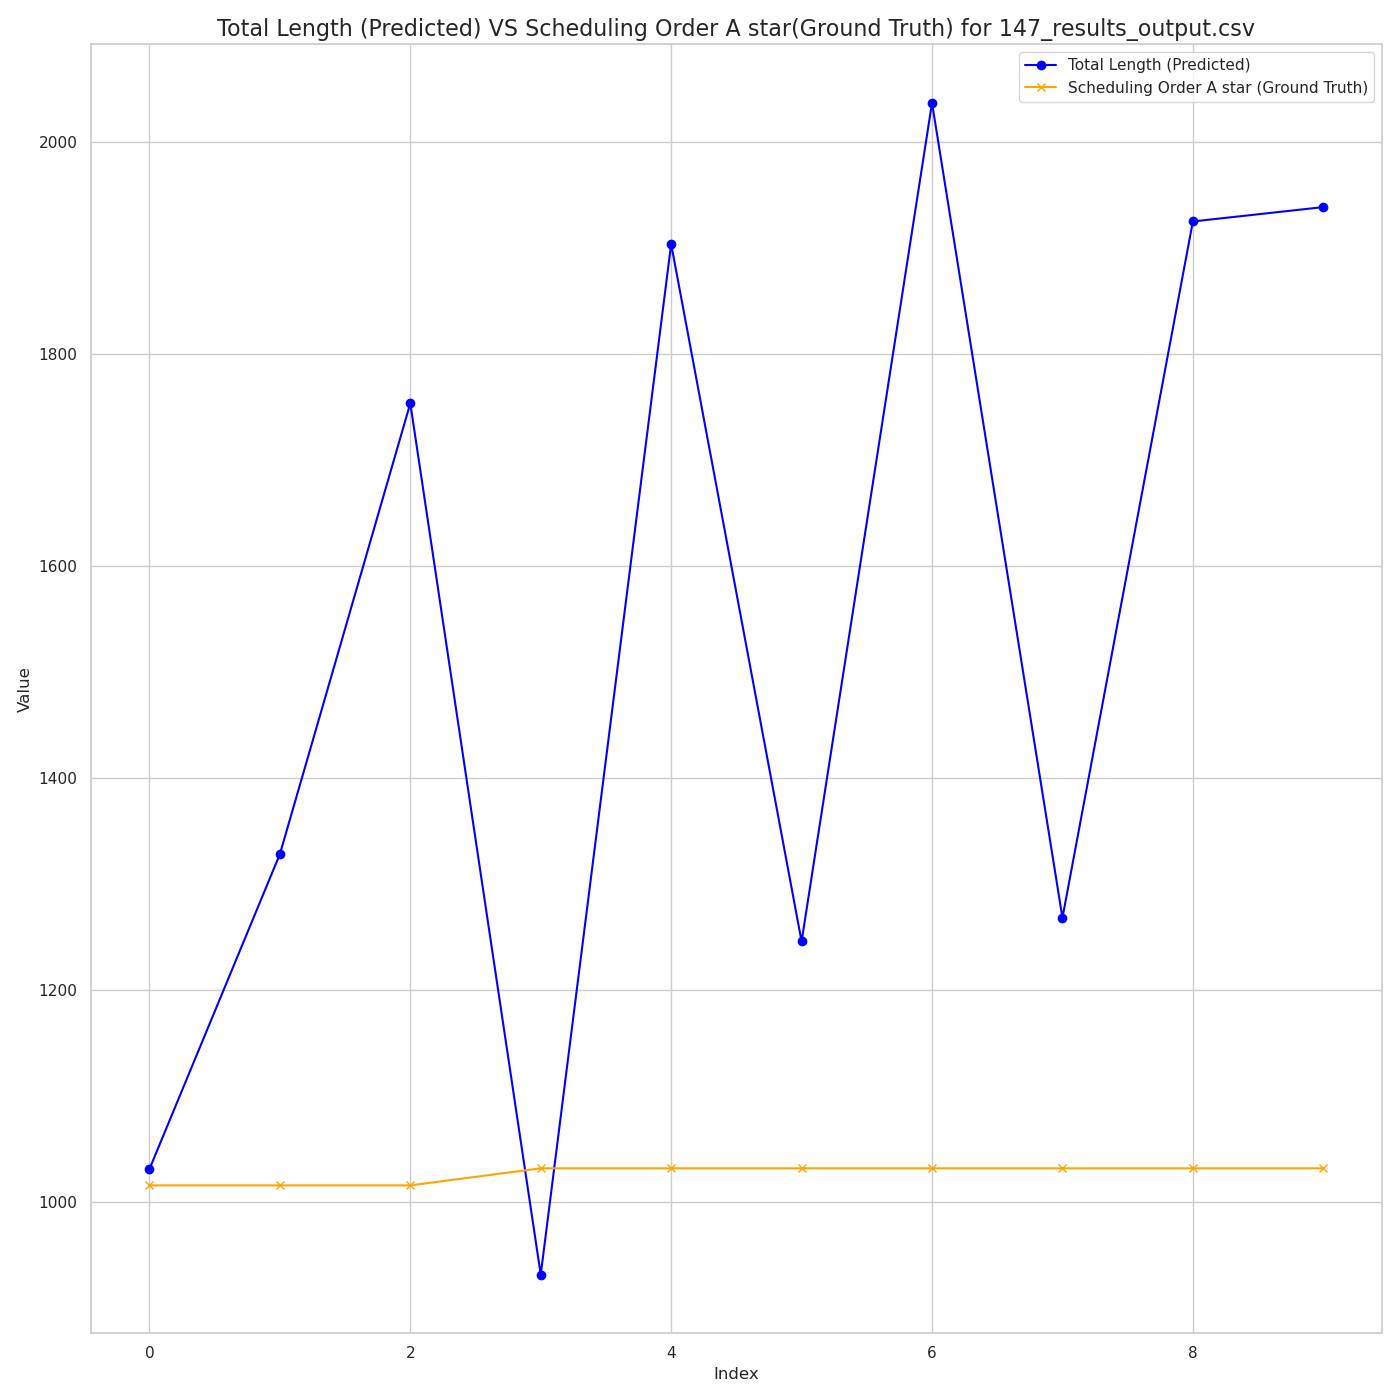 Total Length (Predicted) VS Scheduling Order A star(Ground Truth) for 147_results_output.csv
Total Length (Predicted)
Scheduling Order A star (Ground Truth)
2000
1800
1600
1400
1200
1000
Value
0 2 4 6 8
Index